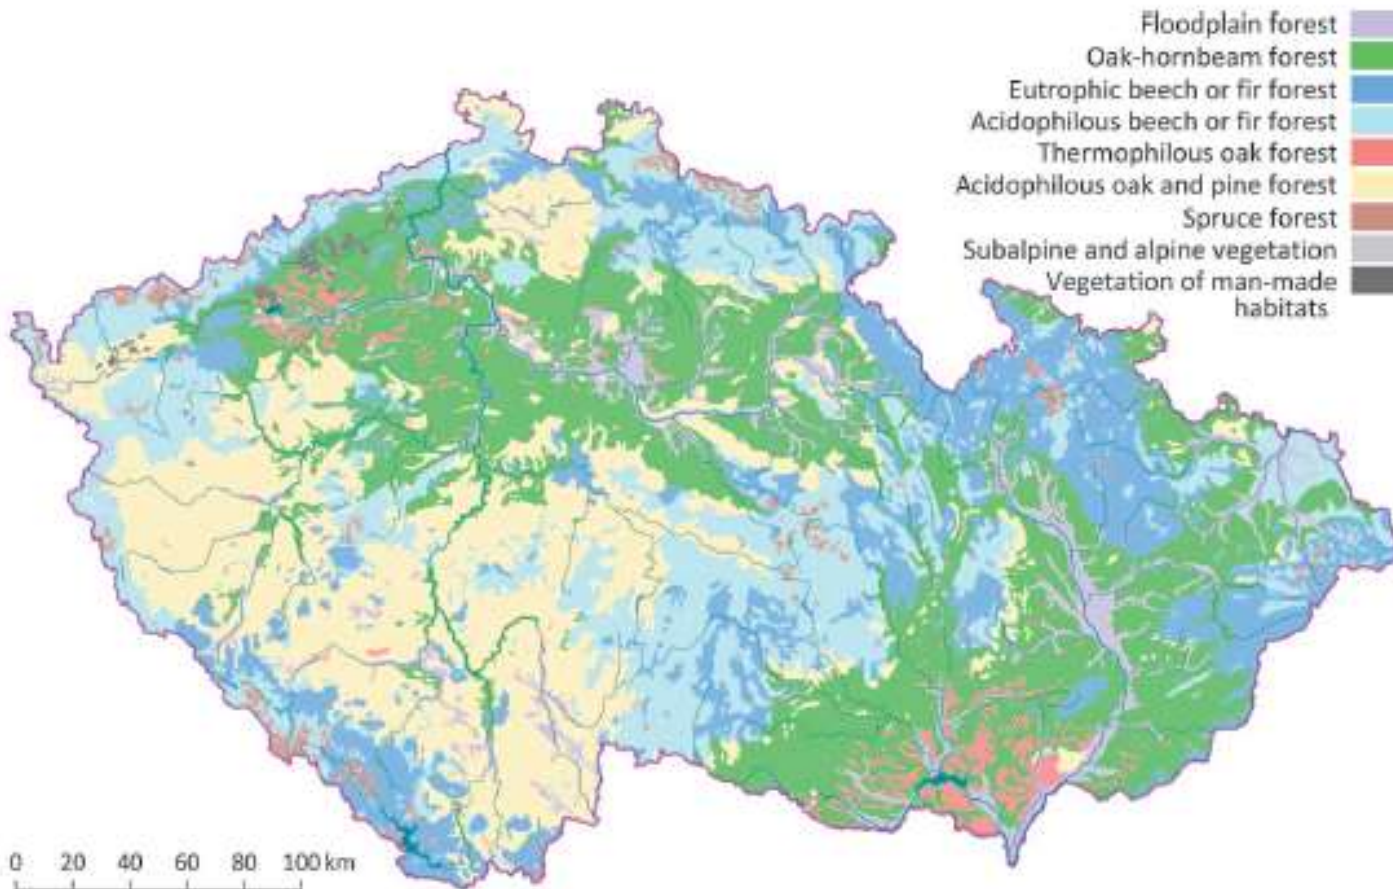 Floodplain forest
Oak-hornbeam forest
Eutrophic beech or fir forest
Acidophilous beech or fir forest
Thermophilous oak forest
Acidophilous oak and pine forest
Spruce forest
Subalpine and alpine vegetation
Vegetation of man-made
habitats
0 20 40 60 80 100 km